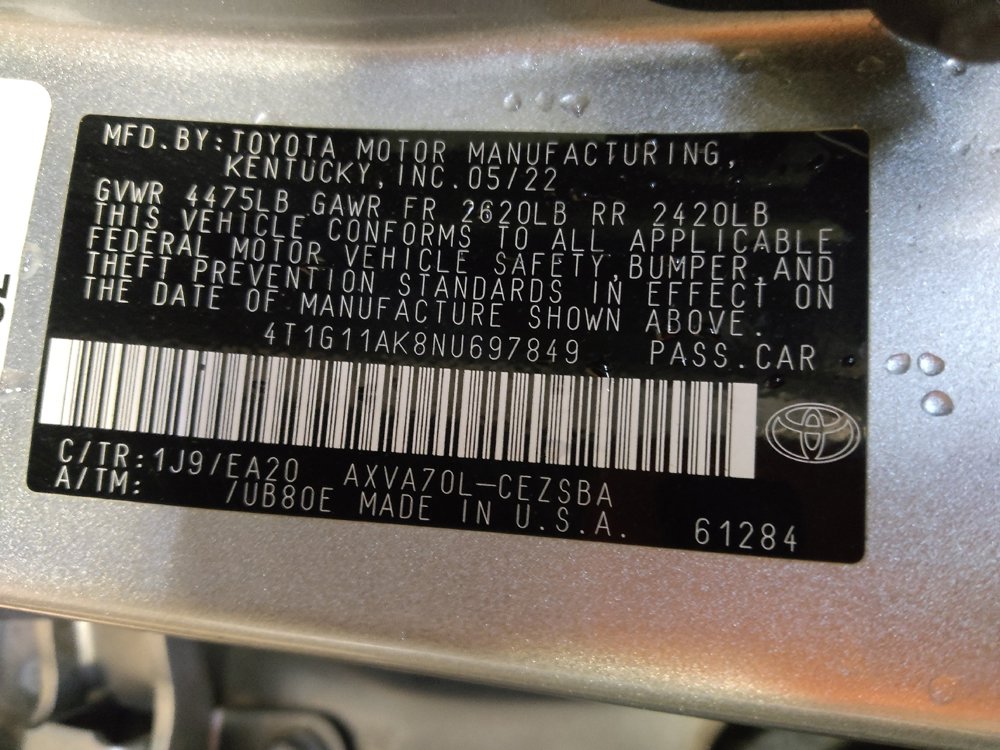 MFD.BY:TOYOTA MOTOR MANUFACTURING,
KENTUCKY,INC.05/22
GVWR 4475LB GAWR FR 2620LB RR 2420LB
THIS VEHICLE CONFORMS TO ALL APPLICABLE
FEDERAL MOTOR VEHICLE SAFETY,BUMPER,AND
THEFT PREVENTION STANDARDS IN EFFECT ON
THE DATE OF MANUFACTURE SHOWN ABOVE.
4T1G11AK8NU697849 PASS.CAR
C/TR:1J9/EA20 AXVA70L-CEZSBA
A/TM: /UB80E MADE IN U.S.A. 61284